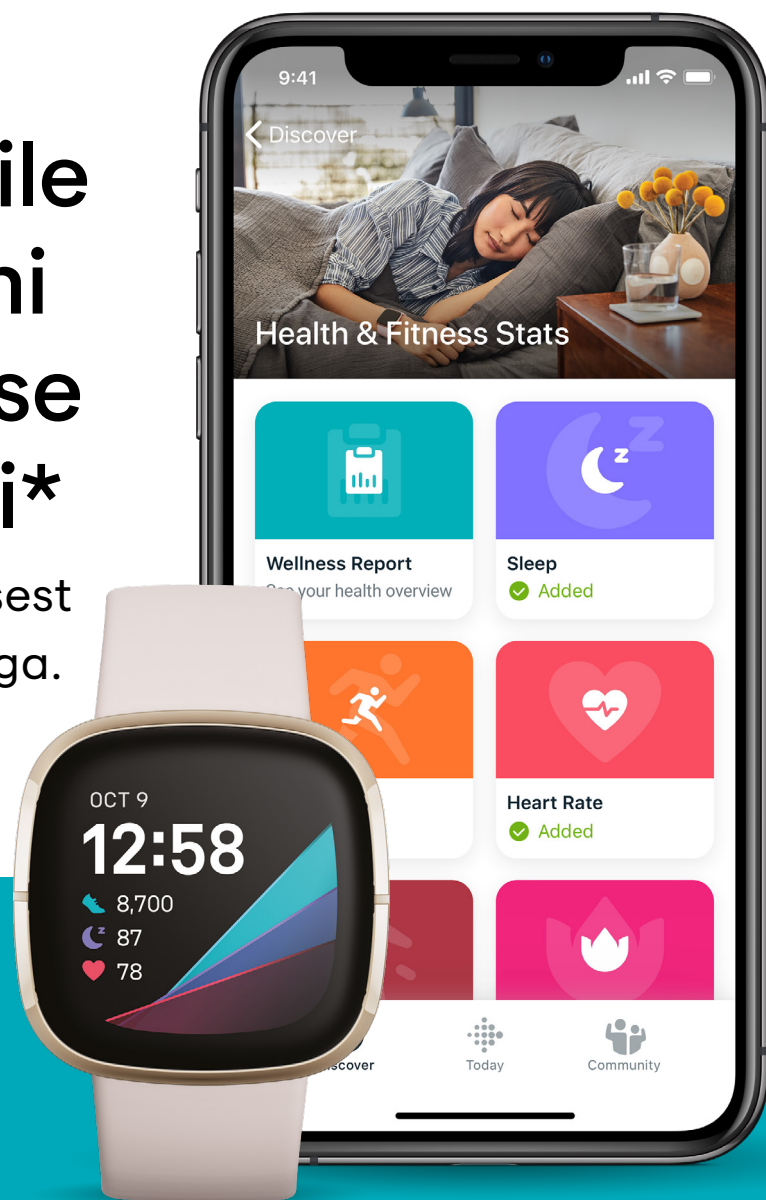 ile
ni
se
i*
sest
ga.
9:41
Discover
Health & Fitness Stats
Wellness Report
See your health overview
Sleep
Added
Heart Rate
Added
scover
Today
Community
OCT 9
12:58
8,700
87
78